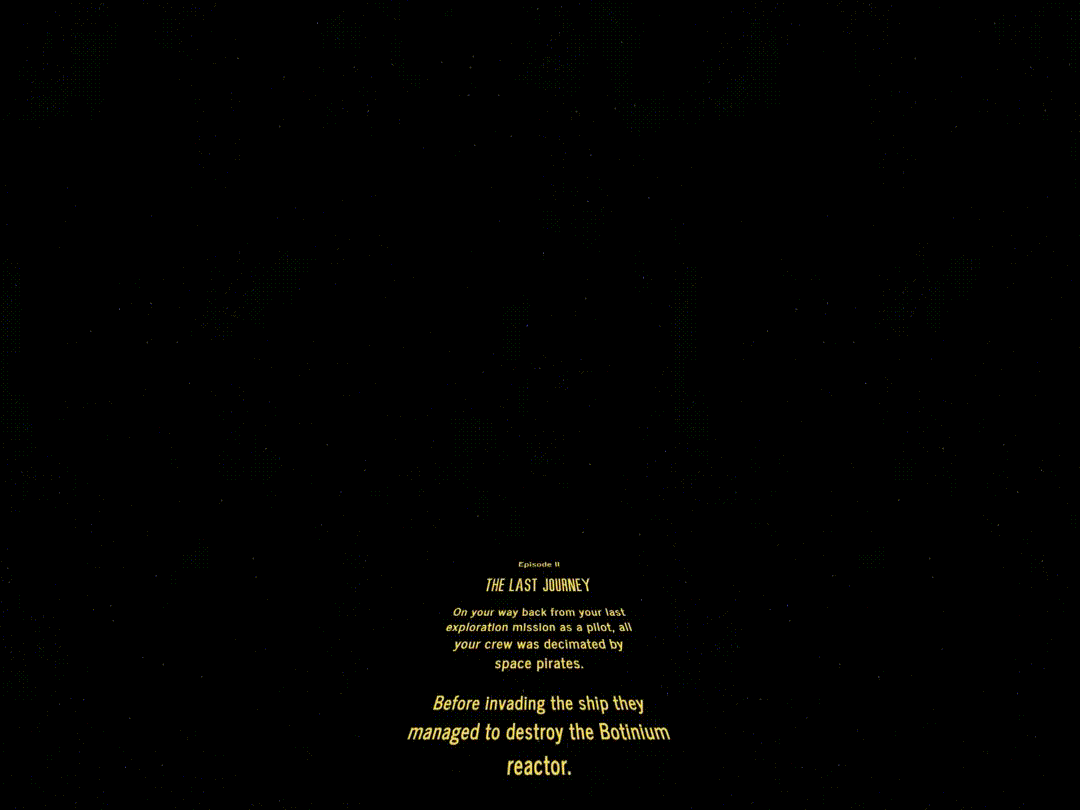 Episode II
THE LAST JOURNEY
On your way back from your last
exploration mission as a pilot, all
your crew was decimated by
space pirates.
Before invading the ship they
managed to destroy the Botinium
reactor.